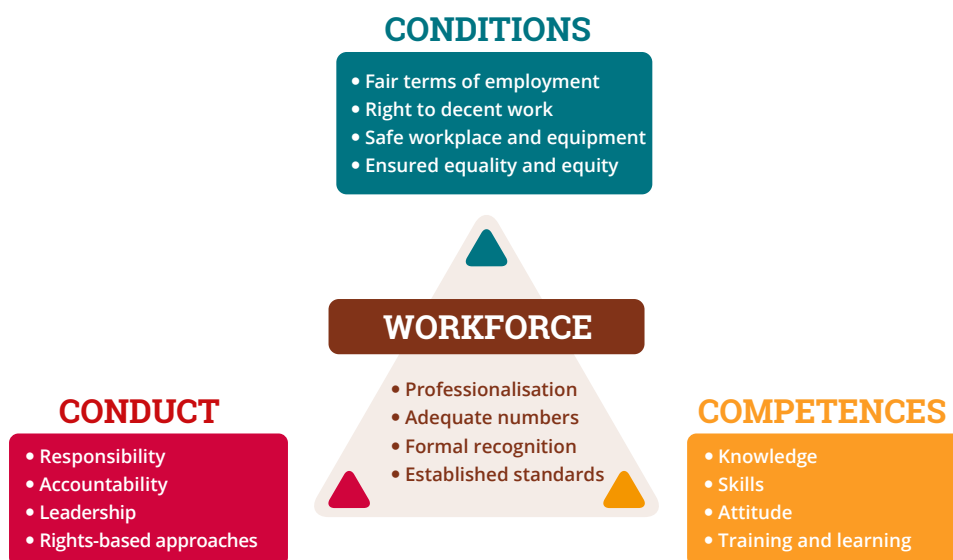 CONDITIONS
• Fair terms of employment
• Right to decent work
• Safe workplace and equipment
• Ensured equality and equity
WORKFORCE
• Professionalisation
• Adequate numbers
• Formal recognition
• Established standards
CONDUCT
• Responsibility
• Accountability
• Leadership
• Rights-based approaches
COMPETENCES
• Knowledge
• Skills
• Attitude
• Training and learning